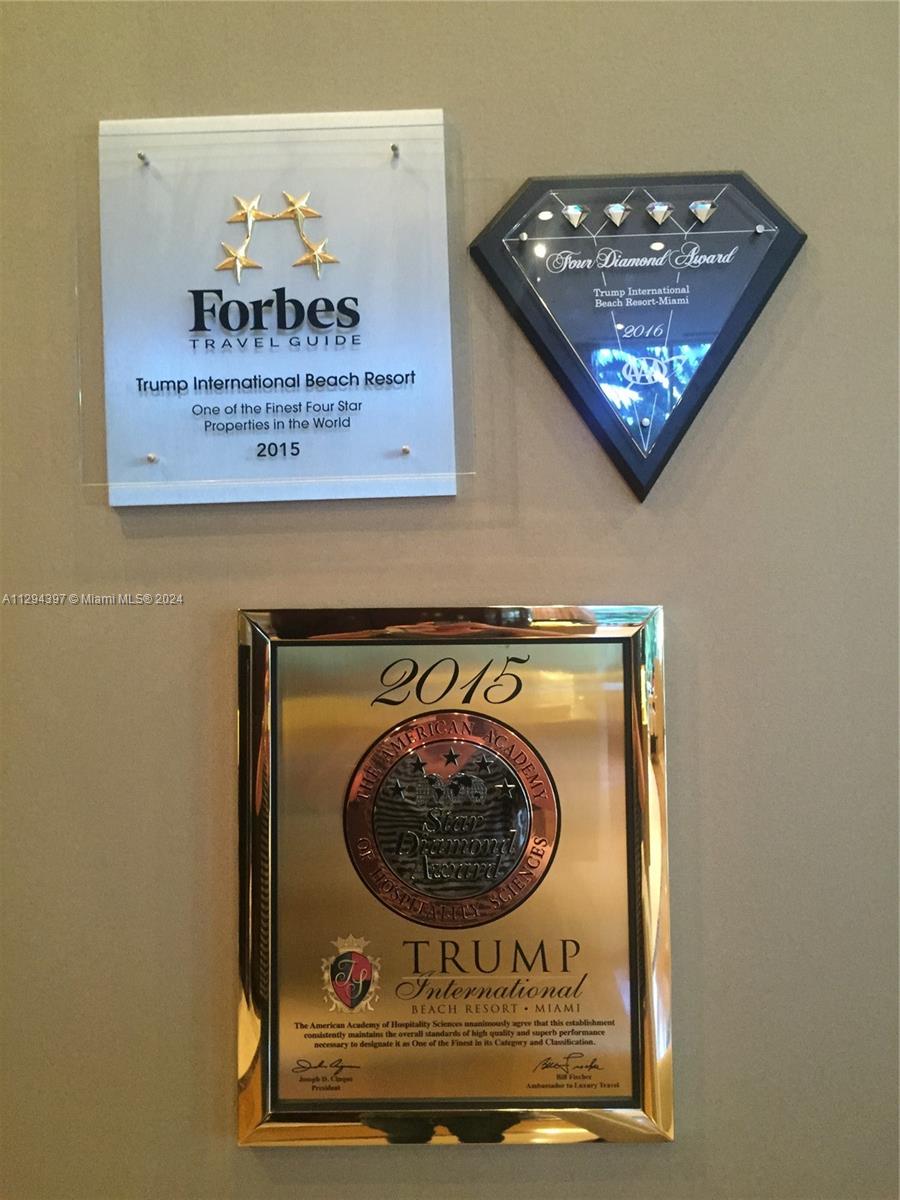 Forbes
TRAVEL GUIDE
Trump International Beach Resort
One of the Finest Four Star
Properties in the World
2015
Four Diamond Award
Trump International
Beach Resort-Miami
2016
AAA
A11294397 © Miami MLS® 2024
2015
THE AMERICAN ACADEMY
OF HOSPITALITY SCIENCES
Star
Diamond
Award
TRUMP
International
BEACH RESORT • MIAMI
The American Academy of Hospitality Sciences unanimously agree that this establishment
consistently maintains the overall standards of high quality and superb performance
necessary to designate it as One of the Finest in its Category and Classification.
Joseph D. Cinque
President
Bill Fischer
Ambassador to Luxury Travel